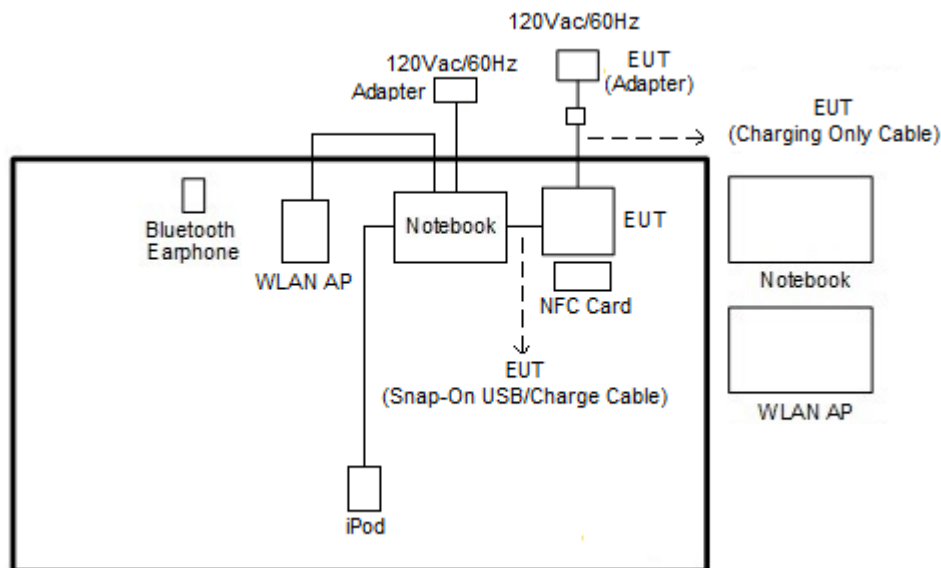 120Vac/60Hz
EUT
(Adapter)
120Vac/60Hz
Adapter
EUT
(Charging Only Cable)
Bluetooth
Earphone
WLAN AP
Notebook
EUT
NFC Card
Notebook
EUT
(Snap-On USB/Charge Cable)
WLAN AP
iPod